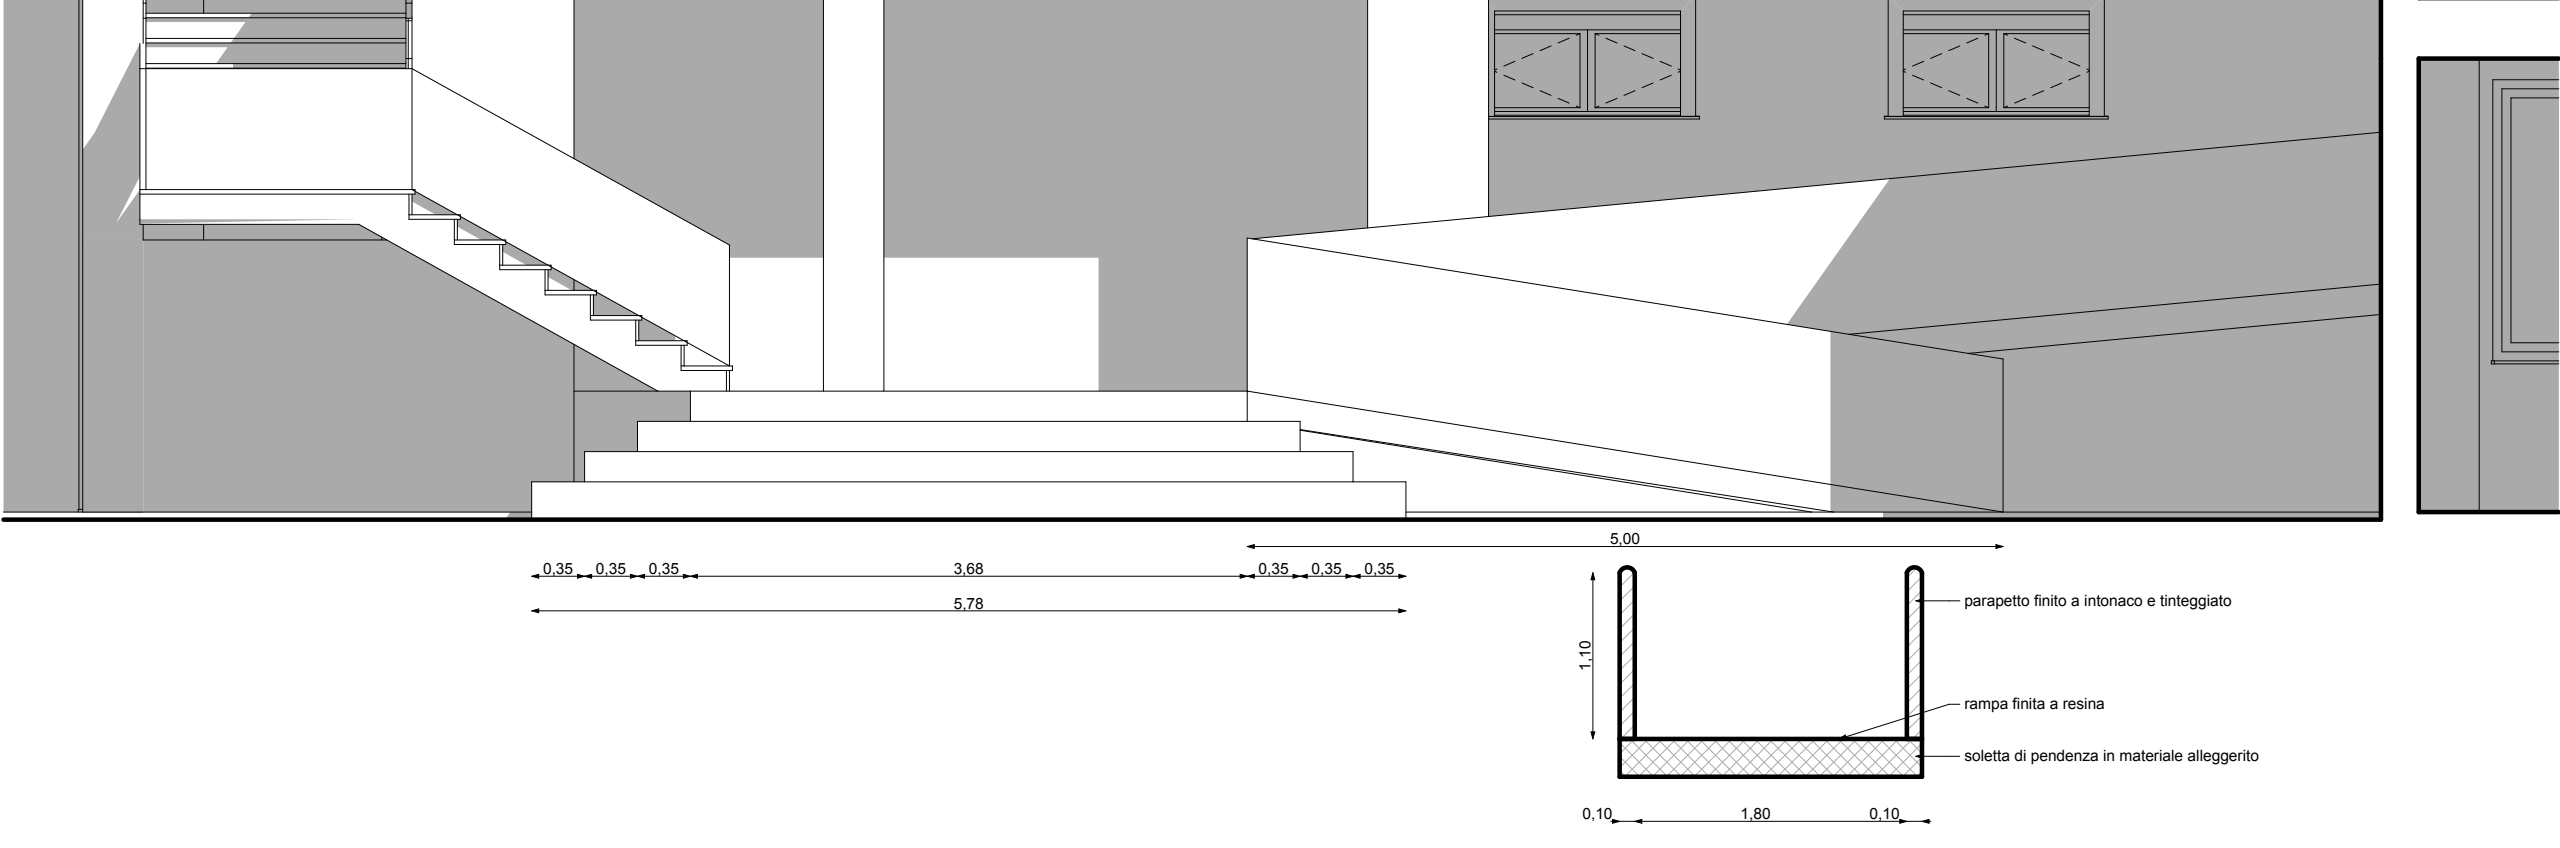 5,00
0,35 0,35 0,35 3,68 0,35 0,35 0,35
5,78
parapetto finito a intonaco e tinteggiato
1,10
rampa finita a resina
soletta di pendenza in materiale alleggerito
0,10 1,80 0,10